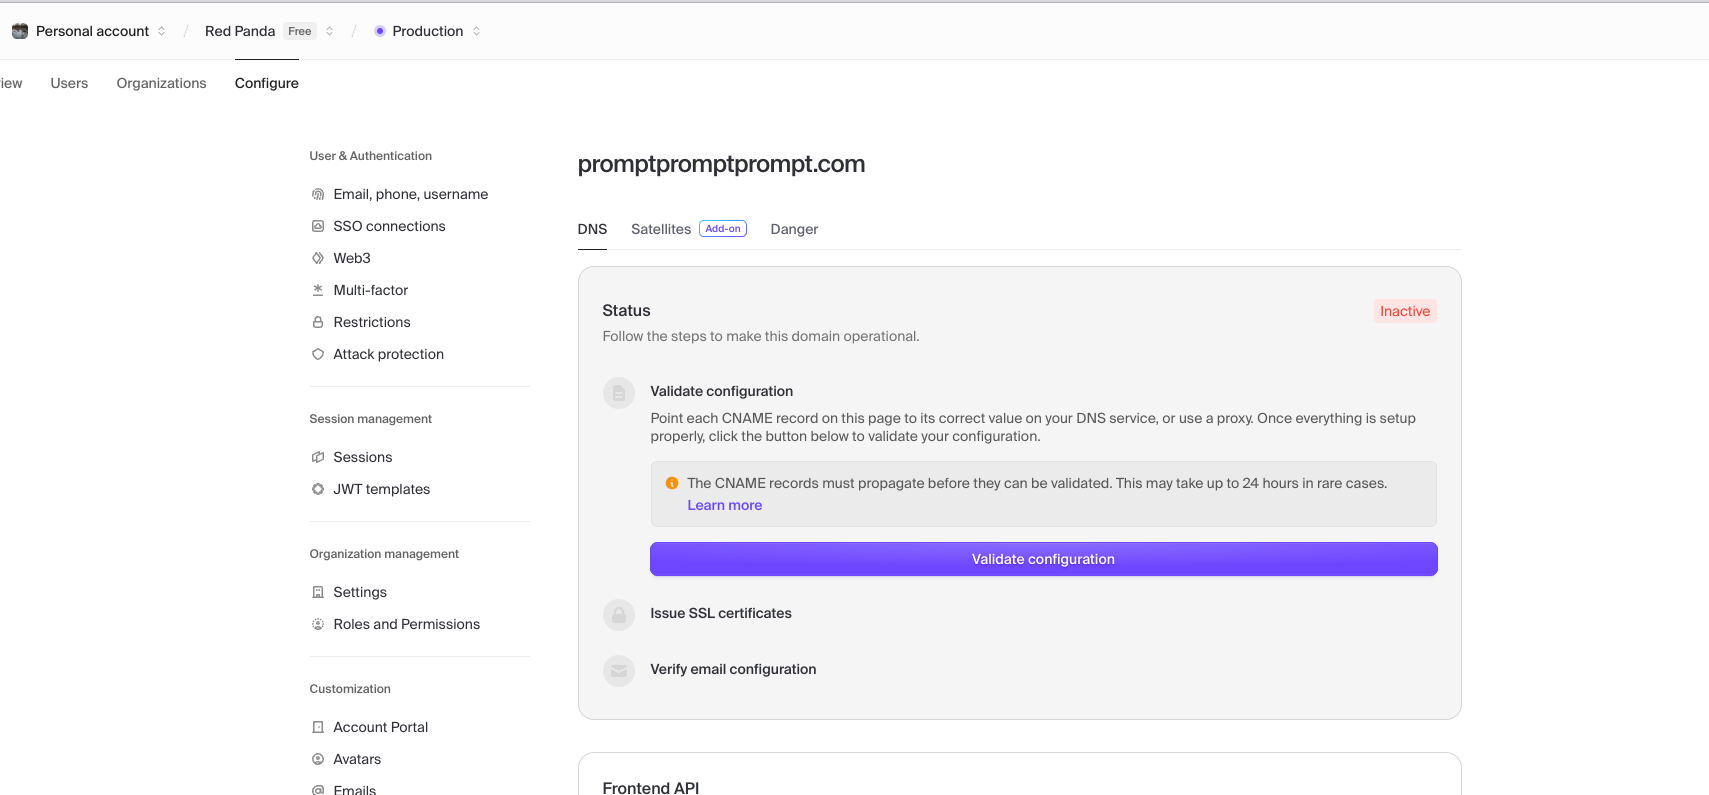 Personal account / Red Panda Free / Production
iew Users Organizations Configure
User & Authentication
Email, phone, username
SSO connections
Web3
Multi-factor
Restrictions
Attack protection
Session management
Sessions
JWT templates
Organization management
Settings
Roles and Permissions
Customization
Account Portal
Avatars
Emails
promptpromptprompt.com
DNS Satellites Add-on Danger
Status Inactive
Follow the steps to make this domain operational.
Validate configuration
Point each CNAME record on this page to its correct value on your DNS service, or use a proxy. Once everything is setup
properly, click the button below to validate your configuration.
The CNAME records must propagate before they can be validated. This may take up to 24 hours in rare cases.
Learn more
Validate configuration
Issue SSL certificates
Verify email configuration
Frontend API